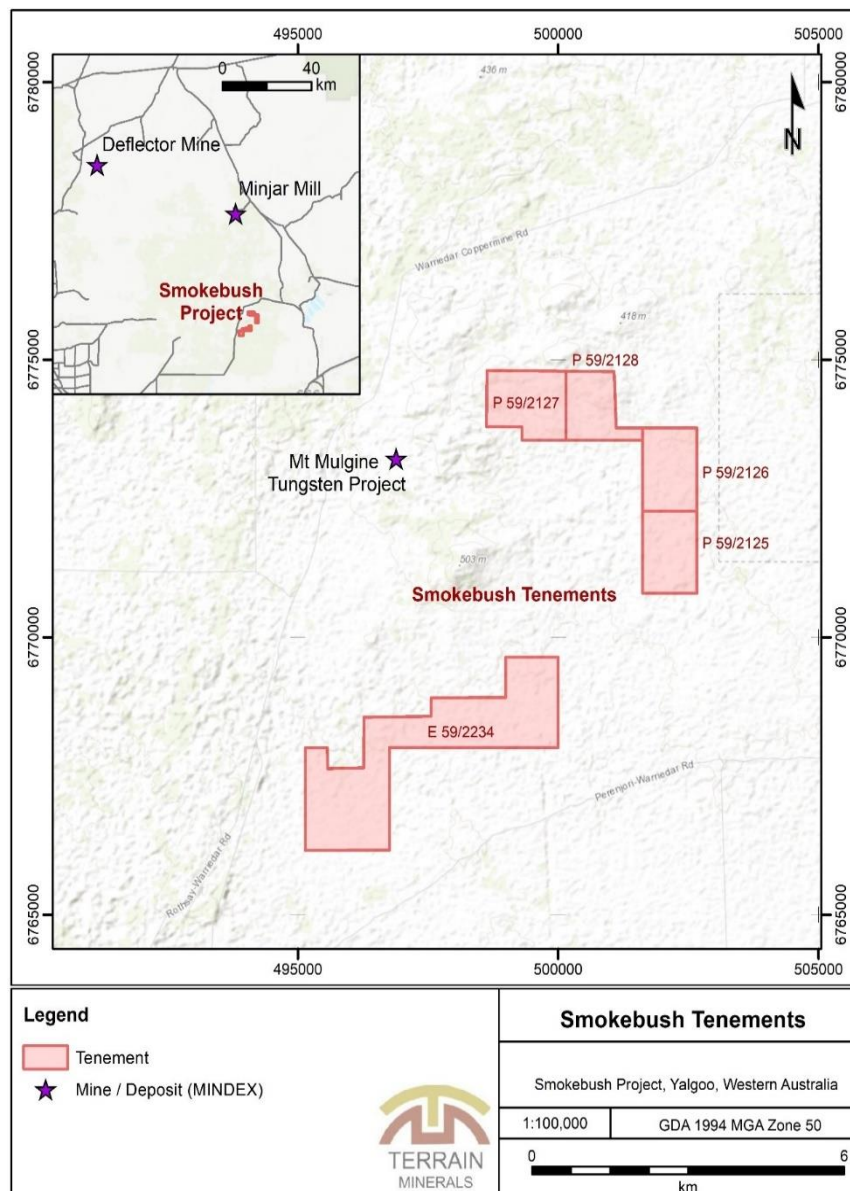 495000
500000
505000
6780000
6775000
6770000
6765000
0
40
km
Deflector Mine
Minjar Mill
Smokebush
Project
436 m
N
Warriedar Coppermine Rd
418 m
P 59/2128
P 59/2127
P 59/2126
P 59/2125
Mt Mulgine
Tungsten Project
503 m
Smokebush Tenements
E 59/2234
Perenjori-Warriedar Rd
Rothsay-Warriedar Rd
6780000
6775000
6770000
6765000
495000
500000
505000
Legend
Tenement
Mine / Deposit (MINDEX)
TERRAIN
MINERALS
Smokebush Tenements
Smokebush Project, Yalgoo, Western Australia
1:100,000
GDA 1994 MGA Zone 50
0
6
km